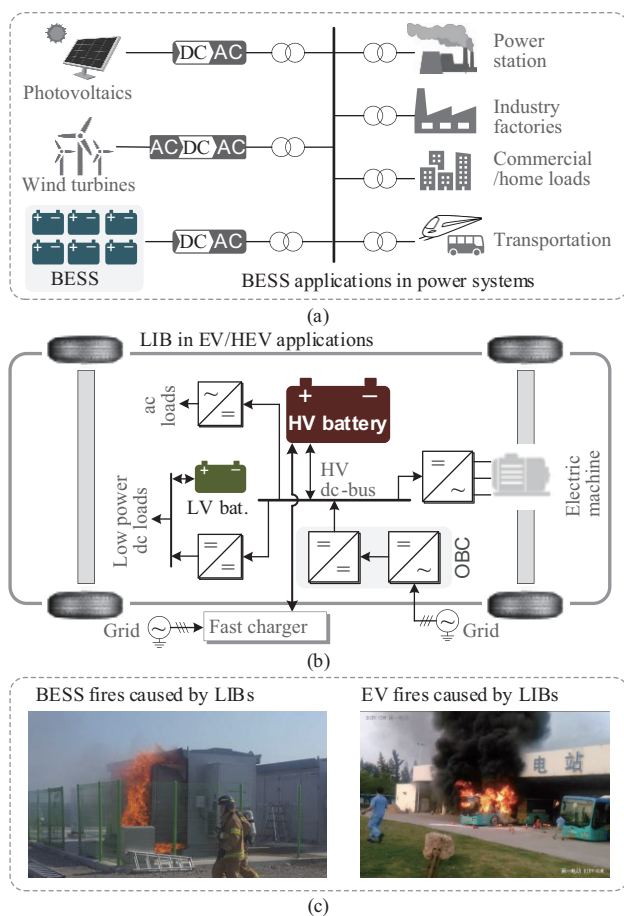 DC AC
Photovoltaics
Power
station
AC DC AC
Wind turbines
Industry
factories
Commercial
/home loads
+ − + − + −
+ − + − + −
BESS
DC AC
Transportation
BESS applications in power systems
(a)
LIB in EV/HEV applications
ac
loads
~
=
+ −
HV battery
HV
dc-bus
=
~
Electric
machine
Low power
dc loads
+ −
LV bat.
=
=
=
=
=
~
OBC
Grid
~
Fast charger
~
Grid
(b)
BESS fires caused by LIBs
EV fires caused by LIBs
电站
(c)